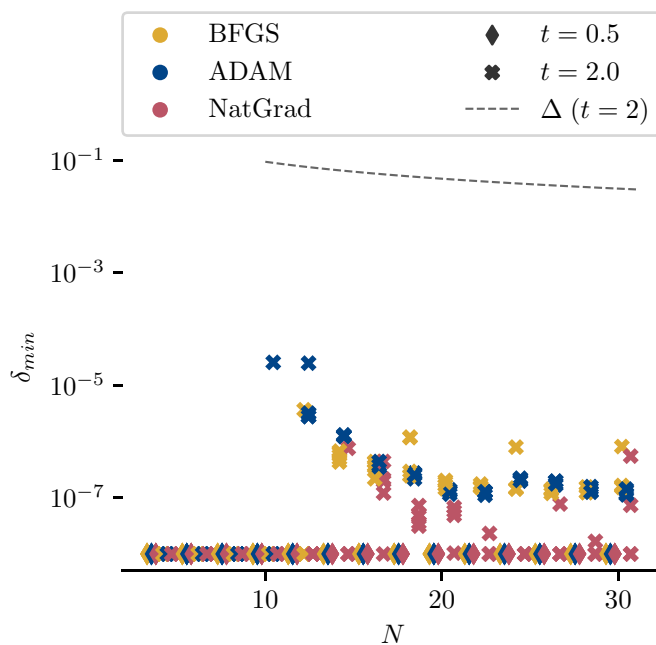 BFGS
ADAM
NatGrad
t = 0.5
t = 2.0
Δ (t = 2)
10⁻¹
10⁻³
10⁻⁵
10⁻⁷
δ_min
10 20 30
N